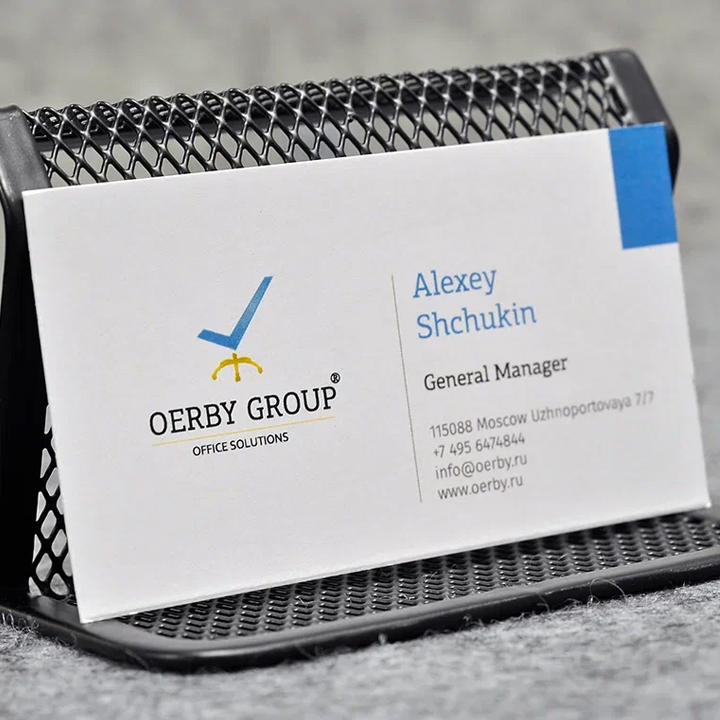 OERBY GROUP®
OFFICE SOLUTIONS
Alexey
Shchukin
General Manager
115088 Moscow Uzhnoportovaya 7/7
+7 495 6474844
info@oerby.ru
www.oerby.ru